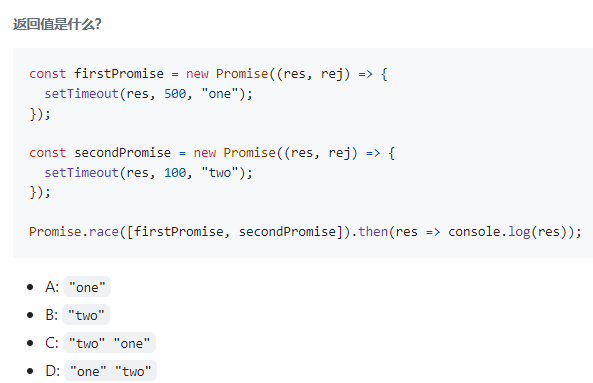 返回值是什么?
const firstPromise = new Promise((res, rej) => {
  setTimeout(res, 500, "one");
});
const secondPromise = new Promise((res, rej) => {
  setTimeout(res, 100, "two");
});
Promise.race([firstPromise, secondPromise]).then(res => console.log(res));
• A: "one"
• B: "two"
• C: "two" "one"
• D: "one" "two"